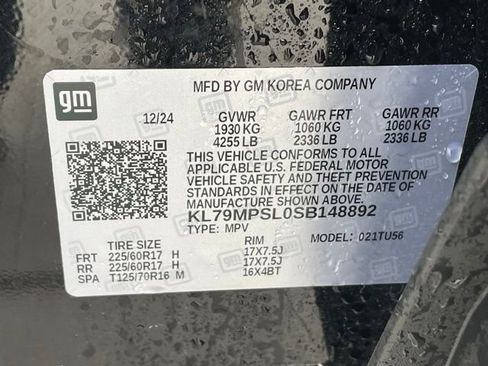 gm
MFD BY GM KOREA COMPANY
12/24 GVWR GAWR FRT. GAWR RR
1930 KG 1060 KG 1060 KG
4255 LB 2336 LB 2336 LB
THIS VEHICLE CONFORMS TO ALL
APPLICABLE U.S. FEDERAL MOTOR
VEHICLE SAFETY AND THEFT PREVENTION
STANDARDS IN EFFECT ON THE DATE OF
MANUFACTURE SHOWN ABOVE.
KL79MPSL0SB148892
TYPE: MPV MODEL: 021TU56
TIRE SIZE RIM
FRT 225/60R17 H 17X7.5J
RR 225/60R17 H 17X7.5J
SPA T125/70R16 M 16X4BT